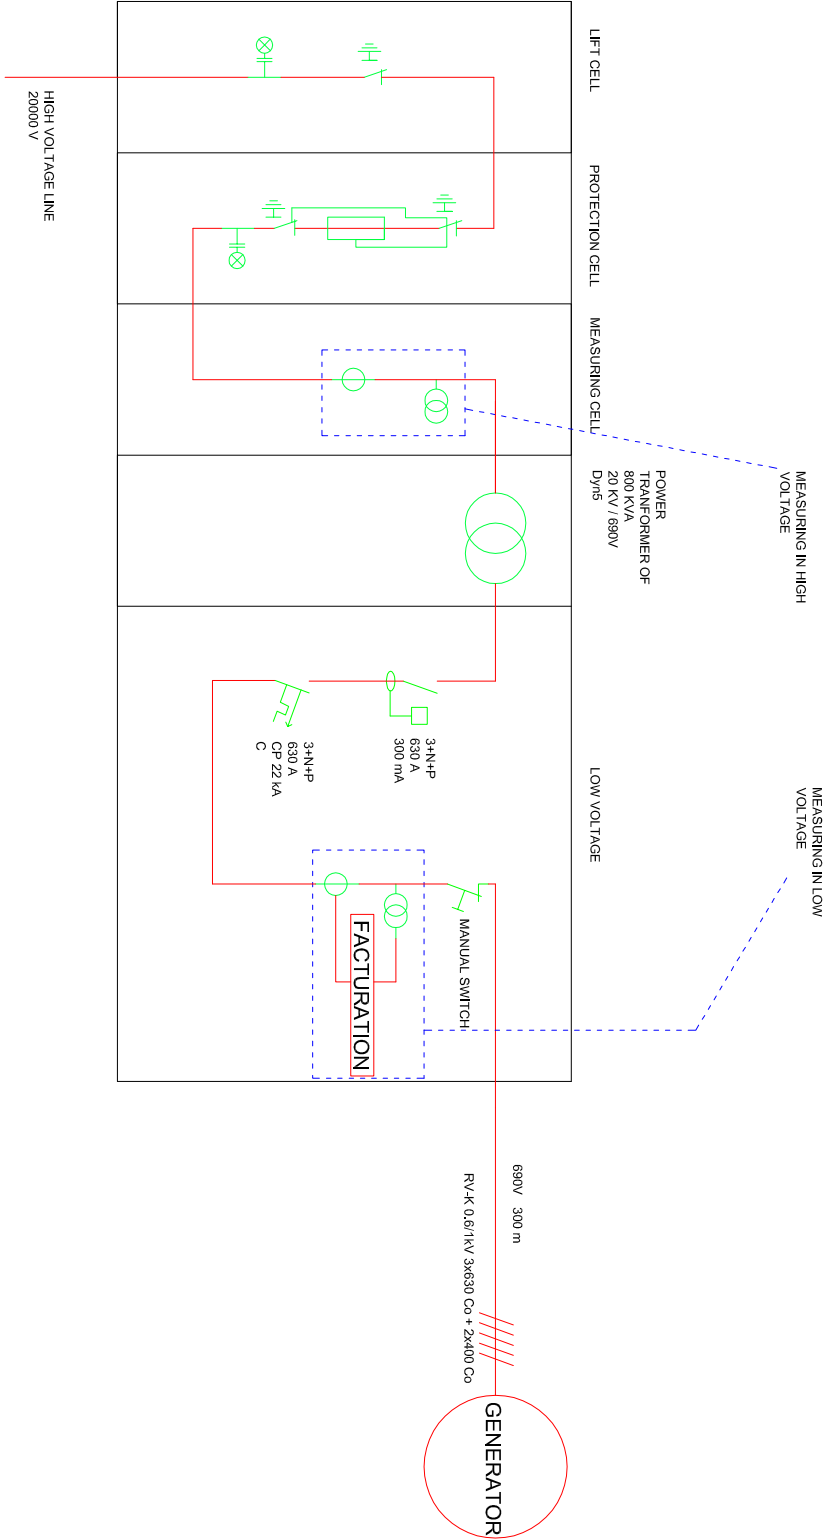 LIFT CELL
HIGH VOLTAGE LINE
20000 V
PROTECTION CELL
MEASURING CELL
MEASURING IN HIGH
VOLTAGE
POWER
TRANFORMER OF
800 KVA
20 KV / 690V
Dyn5
3+N+P
630 A
300 mA
3+N+P
630 A
CP 22 kA
C
LOW VOLTAGE
MEASURING IN LOW
VOLTAGE
MANUAL SWITCH
FACTURATION
690V 300 m
RV-K 0.6/1kV 3x630 Co + 2x400 Co
GENERATOR